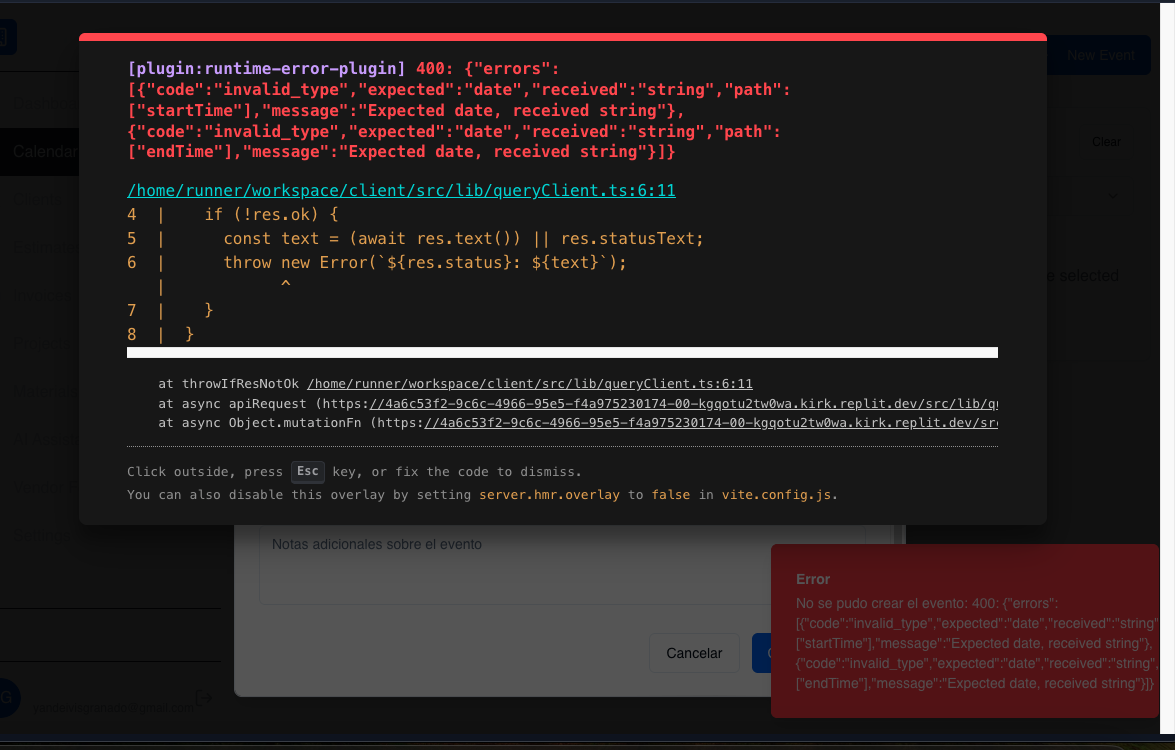 New Event
[plugin:runtime-error-plugin] 400: {"errors":
[{"code":"invalid_type","expected":"date","received":"string","path":
["startTime"],"message":"Expected date, received string"},
{"code":"invalid_type","expected":"date","received":"string","path":
["endTime"],"message":"Expected date, received string"}]}
Calendar
Clear
/home/runner/workspace/client/src/lib/queryClient.ts:6:11
4 | if (!res.ok) {
5 | const text = (await res.text()) || res.statusText;
6 | throw new Error(`${res.status}: ${text}`);
| ^
7 | }
8 | }
selected
at throwIfResNotOk /home/runner/workspace/client/src/lib/queryClient.ts:6:11
at async apiRequest (https://4a6c53f2-9c6c-4966-95e5-f4a975230174-00-kgqotu2tw0wa.kirk.replit.dev/src/lib/q
at async Object.mutationFn (https://4a6c53f2-9c6c-4966-95e5-f4a975230174-00-kgqotu2tw0wa.kirk.replit.dev/sr
Click outside, press Esc key, or fix the code to dismiss.
You can also disable this overlay by setting server.hmr.overlay to false in vite.config.js.
Notas adicionales sobre el evento
Cancelar
Error
No se pudo crear el evento: 400: {"errors":
[{"code":"invalid_type","expected":"date","received":"string"
["startTime"],"message":"Expected date, received string"},
{"code":"invalid_type","expected":"date","received":"string",
["endTime"],"message":"Expected date, received string"}]}
G